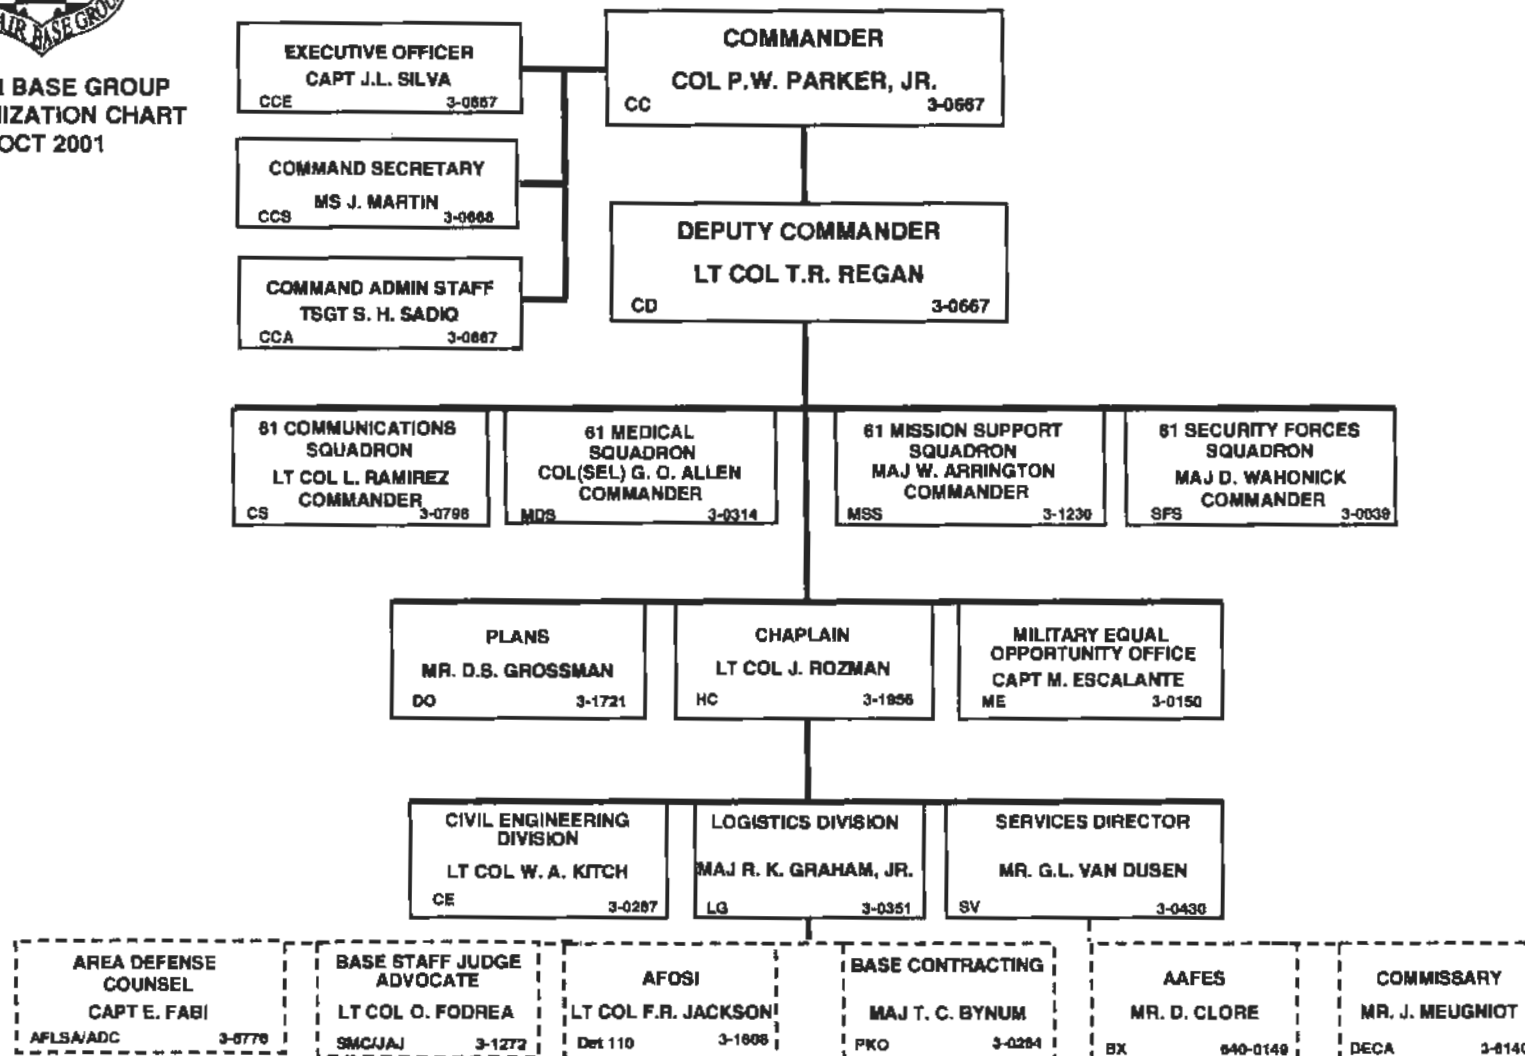 AIR BASE GROUP
BASE GROUP
IZATION CHART
OCT 2001
EXECUTIVE OFFICER
CAPT J.L. SILVA
CCE 3-0667
COMMANDER
COL P.W. PARKER, JR.
CC 3-0667
COMMAND SECRETARY
MS J. MARTIN
CCS 3-0668
DEPUTY COMMANDER
LT COL T.R. REGAN
CD 3-0667
COMMAND ADMIN STAFF
TSGT S. H. SADIQ
CCA 3-0667
61 COMMUNICATIONS
SQUADRON
LT COL L. RAMIREZ
COMMANDER
CS 3-0796
61 MEDICAL
SQUADRON
COL(SEL) G. O. ALLEN
COMMANDER
MDS 3-0314
61 MISSION SUPPORT
SQUADRON
MAJ W. ARRINGTON
COMMANDER
MSS 3-1230
61 SECURITY FORCES
SQUADRON
MAJ D. WAHONICK
COMMANDER
SFS 3-0039
PLANS
MR. D.S. GROSSMAN
DO 3-1721
CHAPLAIN
LT COL J. ROZMAN
HC 3-1956
MILITARY EQUAL
OPPORTUNITY OFFICE
CAPT M. ESCALANTE
ME 3-0150
CIVIL ENGINEERING
DIVISION
LT COL W. A. KITCH
CE 3-0287
LOGISTICS DIVISION
MAJ R. K. GRAHAM, JR.
LG 3-0351
SERVICES DIRECTOR
MR. G.L. VAN DUSEN
SV 3-0430
AREA DEFENSE
COUNSEL
CAPT E. FABI
AFLSA/ADC 3-6770
BASE STAFF JUDGE
ADVOCATE
LT COL O. FODREA
SMC/JAJ 3-1272
AFOSI
LT COL F.R. JACKSON
Det 110 3-1608
BASE CONTRACTING
MAJ T. C. BYNUM
PKO 3-0284
AAFES
MR. D. CLORE
BX 640-0149
COMMISSARY
MR. J. MEUGNIOT
DECA 3-6140